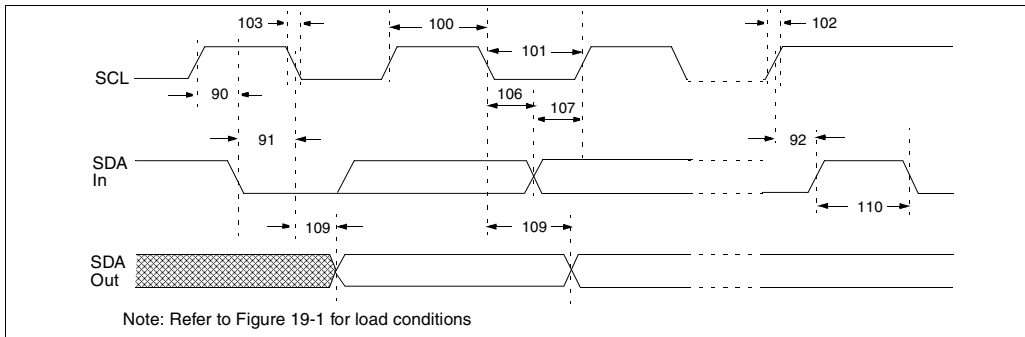 103
100
102
101
SCL
90
106
107
91
92
SDA
In
110
109
109
SDA
Out
Note: Refer to Figure 19-1 for load conditions